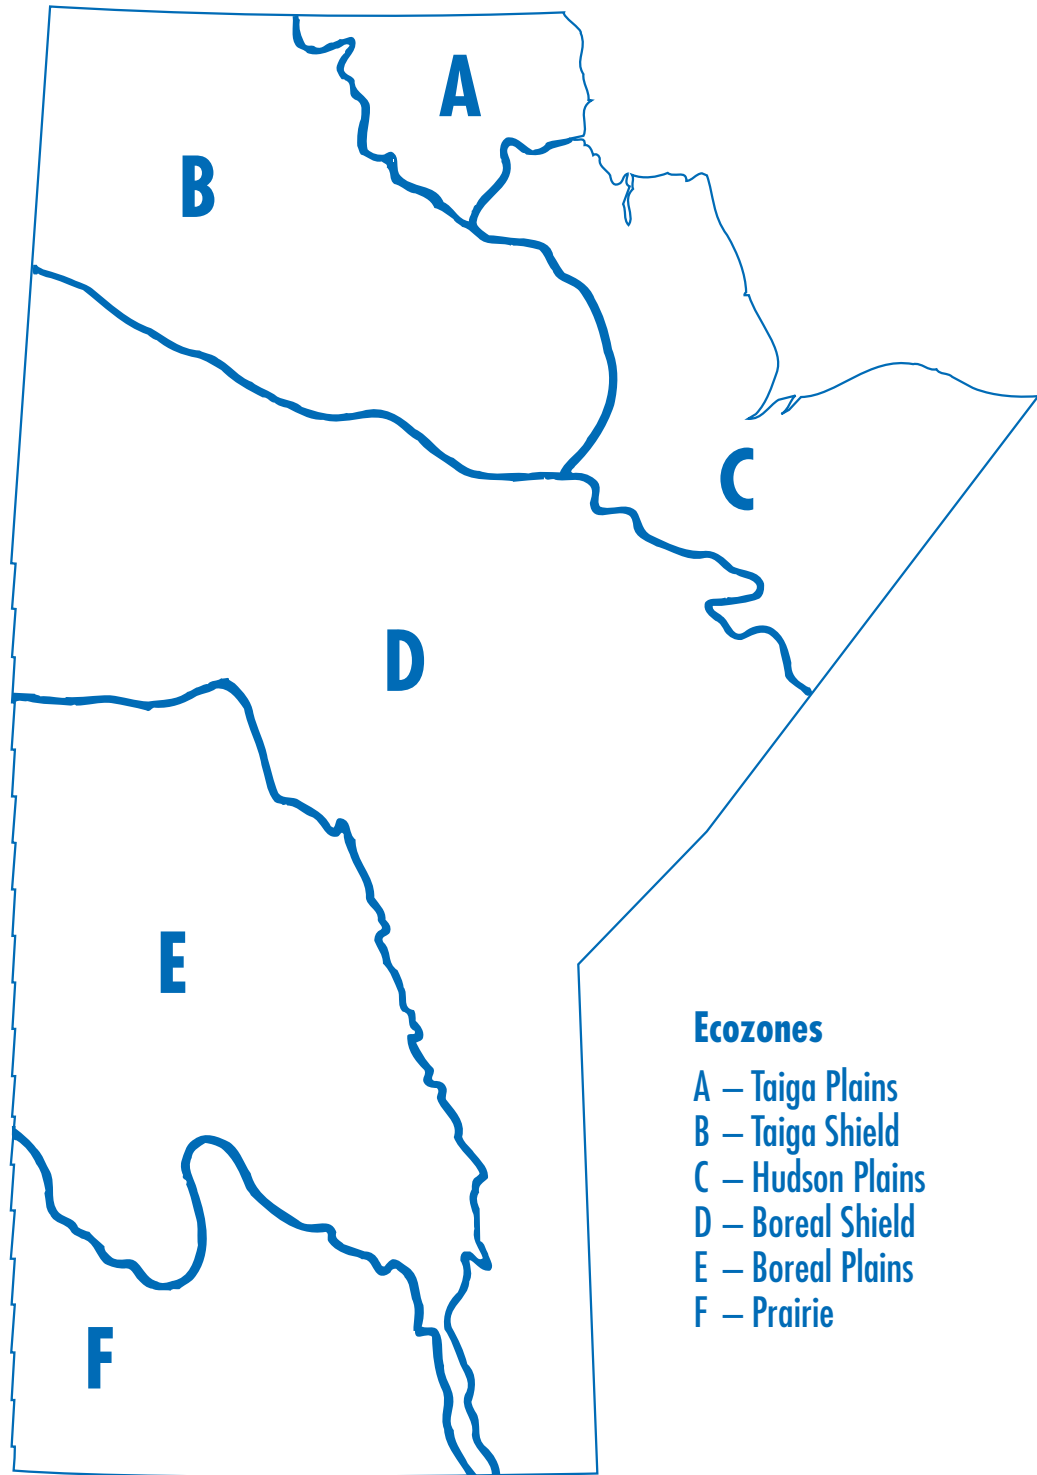 A
B
C
D
E
F
Ecozones
A – Taiga Plains
B – Taiga Shield
C – Hudson Plains
D – Boreal Shield
E – Boreal Plains
F – Prairie